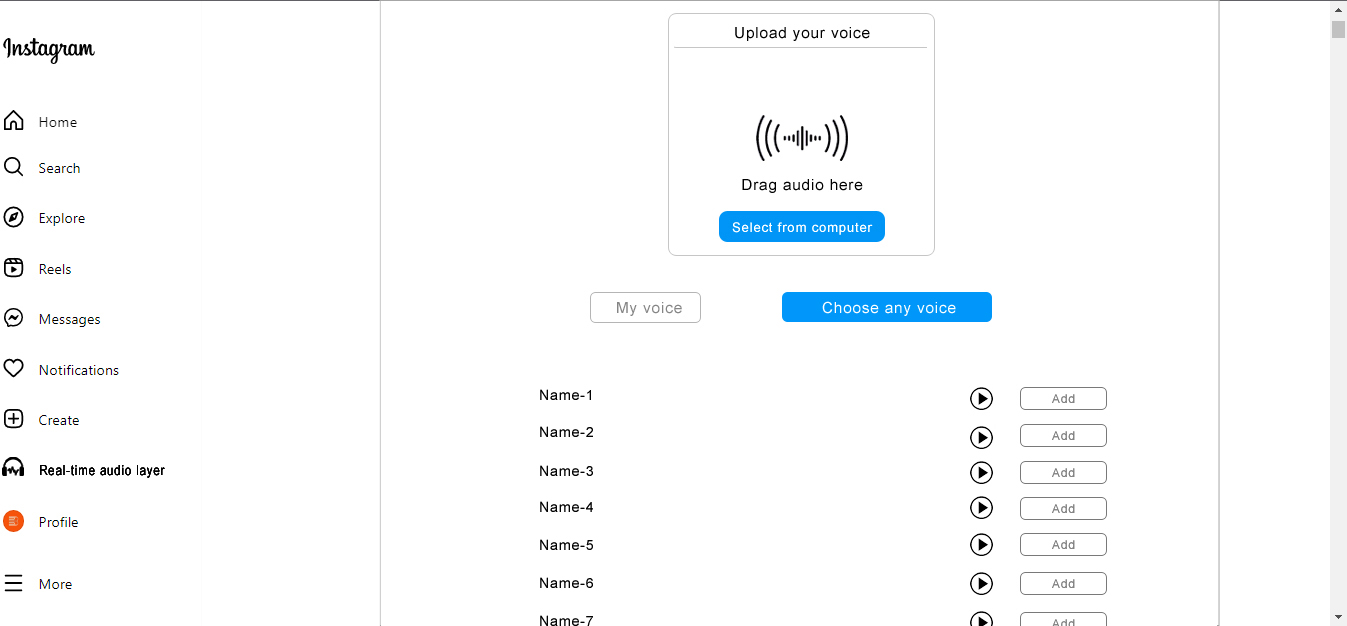 Instagram
Home
Search
Explore
Reels
Messages
Notifications
Create
Real-time audio layer
Profile
More
Upload your voice
Drag audio here
Select from computer
My voice
Choose any voice
Name-1
Add
Name-2
Add
Name-3
Add
Name-4
Add
Name-5
Add
Name-6
Add
Name-7
Add